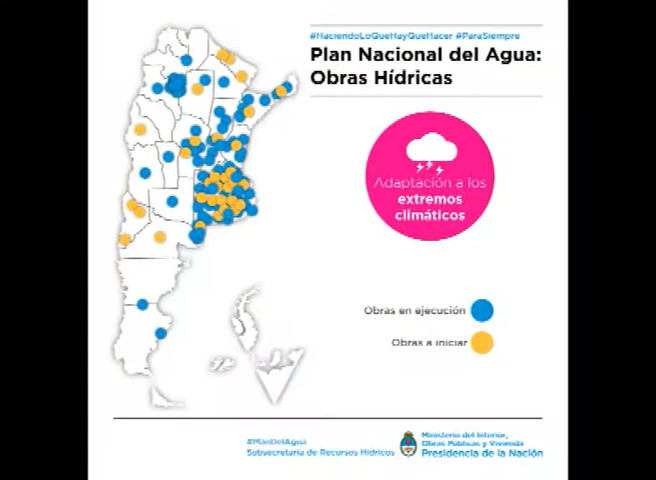 #HaciendoLoQueHayQueHacer #ParaSiempre
Plan Nacional del Agua:
Obras Hídricas
Adaptación a los
extremos
climáticos
Obras en ejecución
Obras a iniciar
#PlanDelAgua
Subsecretaría de Recursos Hídricos
Ministerio del Interior,
Obras Públicas y Vivienda
Presidencia de la Nación